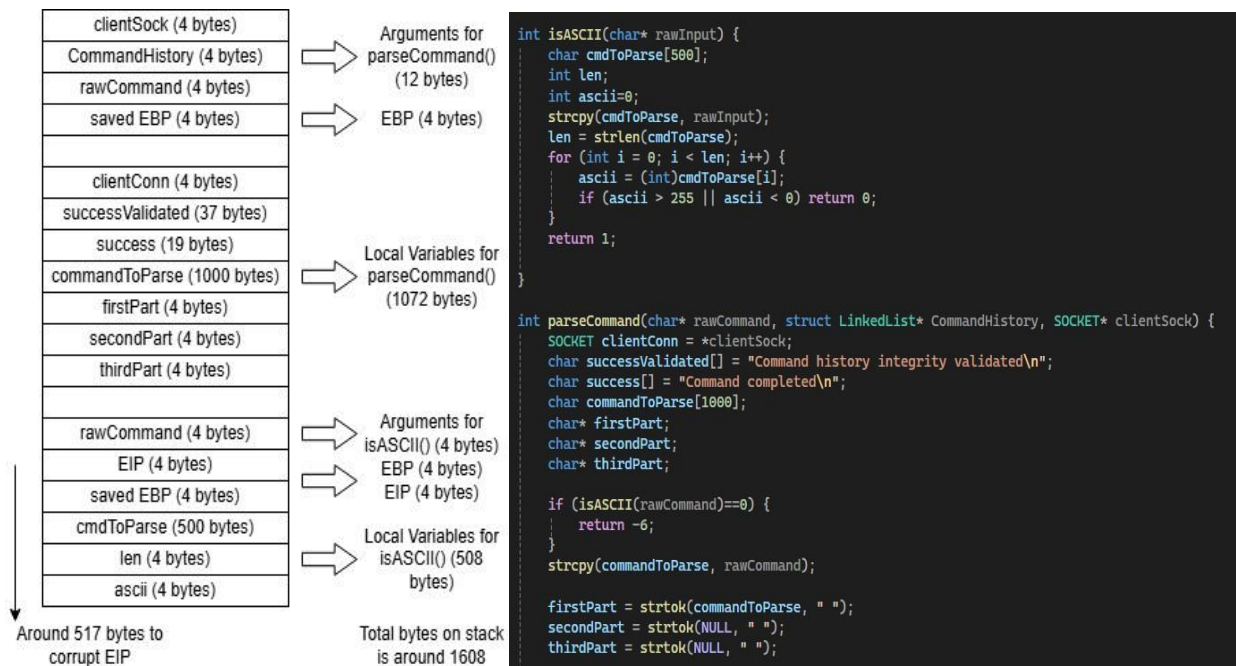 clientSock (4 bytes)
CommandHistory (4 bytes)
rawCommand (4 bytes)
saved EBP (4 bytes)
clientConn (4 bytes)
successValidated (37 bytes)
success (19 bytes)
commandToParse (1000 bytes)
firstPart (4 bytes)
secondPart (4 bytes)
thirdPart (4 bytes)
rawCommand (4 bytes)
EIP (4 bytes)
saved EBP (4 bytes)
cmdToParse (500 bytes)
len (4 bytes)
ascii (4 bytes)
Around 517 bytes to
corrupt EIP
Arguments for
parseCommand()
(12 bytes)
EBP (4 bytes)
Local Variables for
parseCommand()
(1072 bytes)
Arguments for
isASCII() (4 bytes)
EBP (4 bytes)
EIP (4 bytes)
Local Variables for
isASCII() (508
bytes)
Total bytes on stack
is around 1608
int isASCII(char* rawInput) {
char cmdToParse[500];
int len;
int ascii=0;
strcpy(cmdToParse, rawInput);
len = strlen(cmdToParse);
for (int i = 0; i < len; i++) {
ascii = (int)cmdToParse[i];
if (ascii > 255 || ascii < 0) return 0;
}
return 1;
}
int parseCommand(char* rawCommand, struct LinkedList* CommandHistory, SOCKET* clientSock) {
SOCKET clientConn = *clientSock;
char successValidated[] = "Command history integrity validated\n";
char success[] = "Command completed\n";
char commandToParse[1000];
char* firstPart;
char* secondPart;
char* thirdPart;
if (isASCII(rawCommand)==0) {
return -6;
}
strcpy(commandToParse, rawCommand);
firstPart = strtok(commandToParse, " ");
secondPart = strtok(NULL, " ");
thirdPart = strtok(NULL, " ");